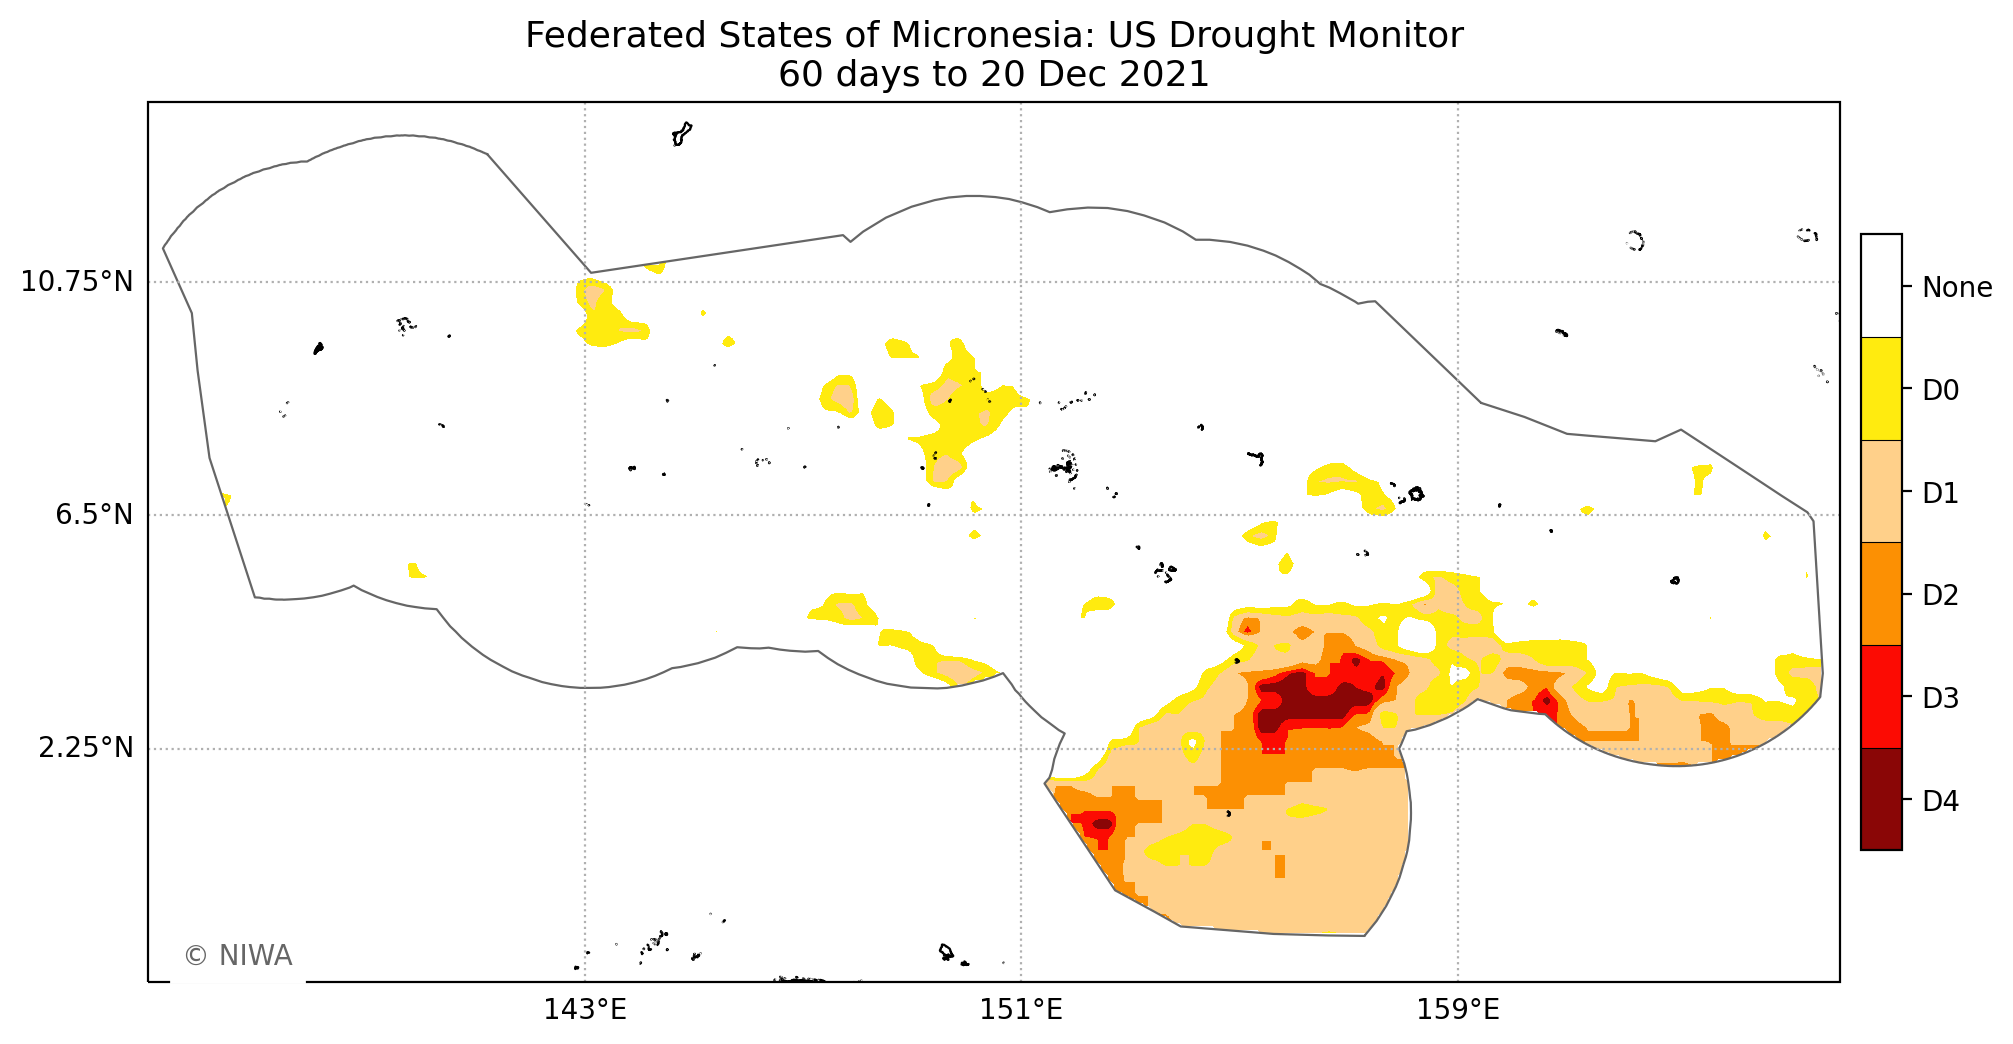 Federated States of Micronesia: US Drought Monitor
60 days to 20 Dec 2021
10.75°N
6.5°N
2.25°N
143°E
151°E
159°E
None
D0
D1
D2
D3
D4
© NIWA